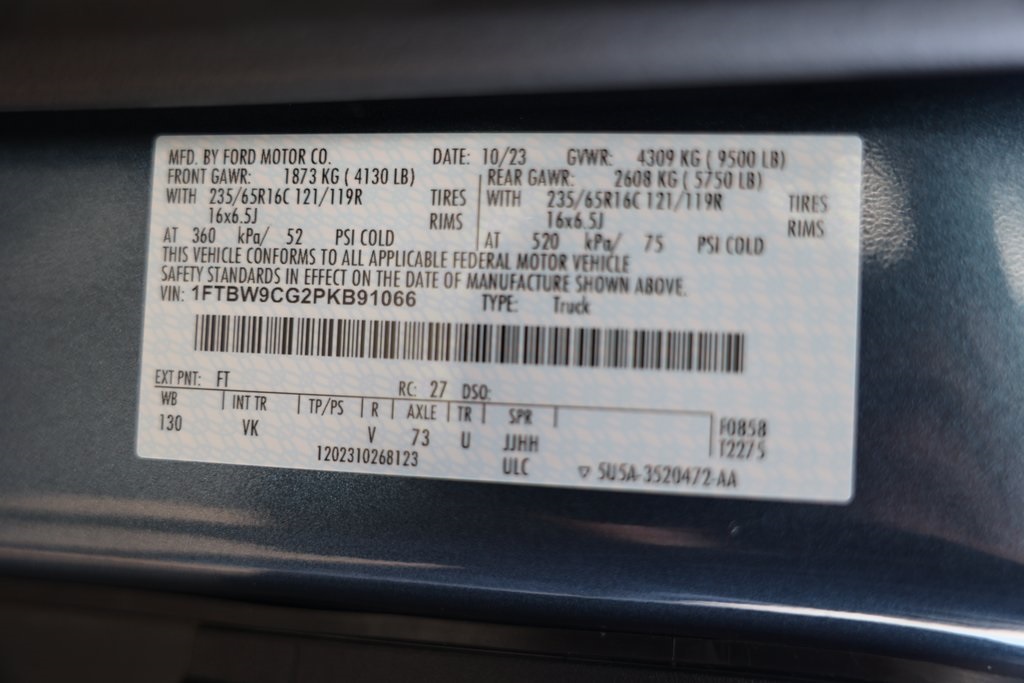 MFD. BY FORD MOTOR CO. DATE: 10/23 GVWR: 4309 KG ( 9500 LB)
FRONT GAWR: 1873 KG ( 4130 LB) REAR GAWR: 2608 KG ( 5750 LB)
WITH 235/65R16C 121/119R TIRES WITH 235/65R16C 121/119R TIRES
16x6.5J RIMS 16x6.5J RIMS
AT 360 kPa/ 52 PSI COLD AT 520 kPa/ 75 PSI COLD
THIS VEHICLE CONFORMS TO ALL APPLICABLE FEDERAL MOTOR VEHICLE
SAFETY STANDARDS IN EFFECT ON THE DATE OF MANUFACTURE SHOWN ABOVE.
VIN: 1FTBW9CG2PKB91066 TYPE: Truck
EXT PNT: FT RC: 27 DSO:
WB INT TR TP/PS R AXLE TR SPR F0858
130 VK V 73 U JJHH T2275
1202310268123 ULC ▽ 5U5A-3520472-AA